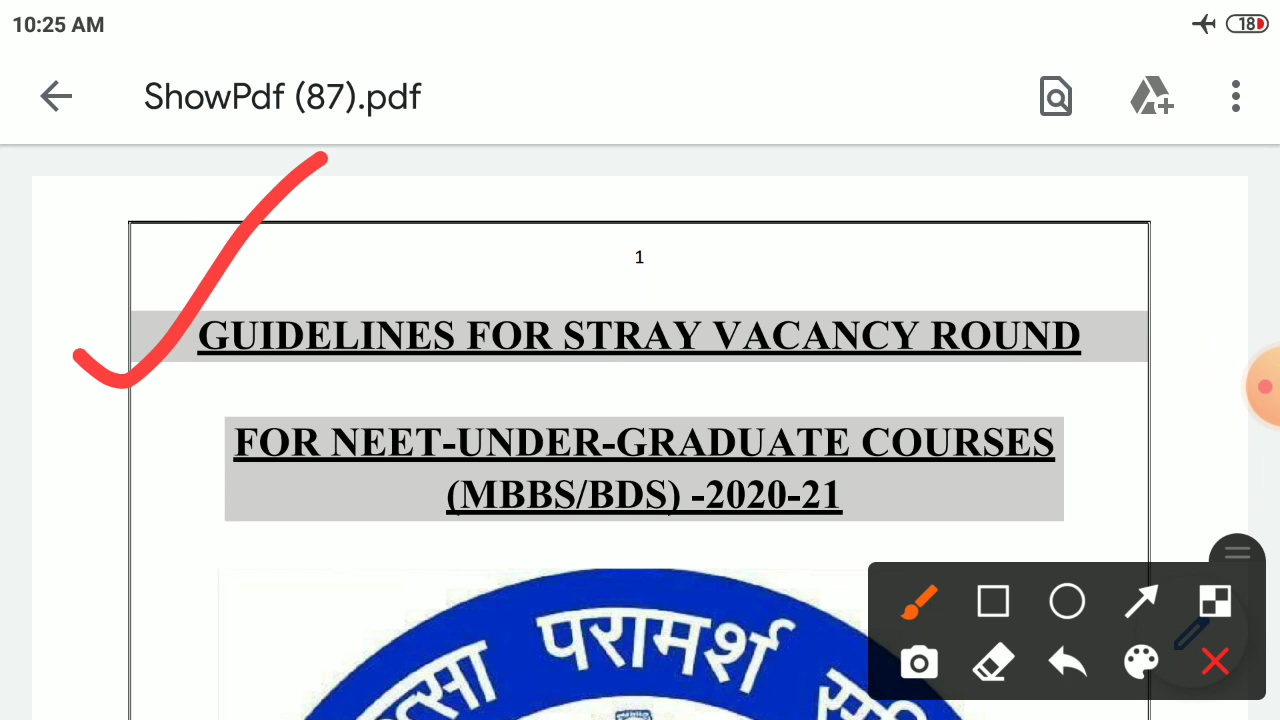 10:25 AM
18
ShowPdf (87).pdf
1
GUIDELINES FOR STRAY VACANCY ROUND
FOR NEET-UNDER-GRADUATE COURSES
(MBBS/BDS) -2020-21
परामर्श